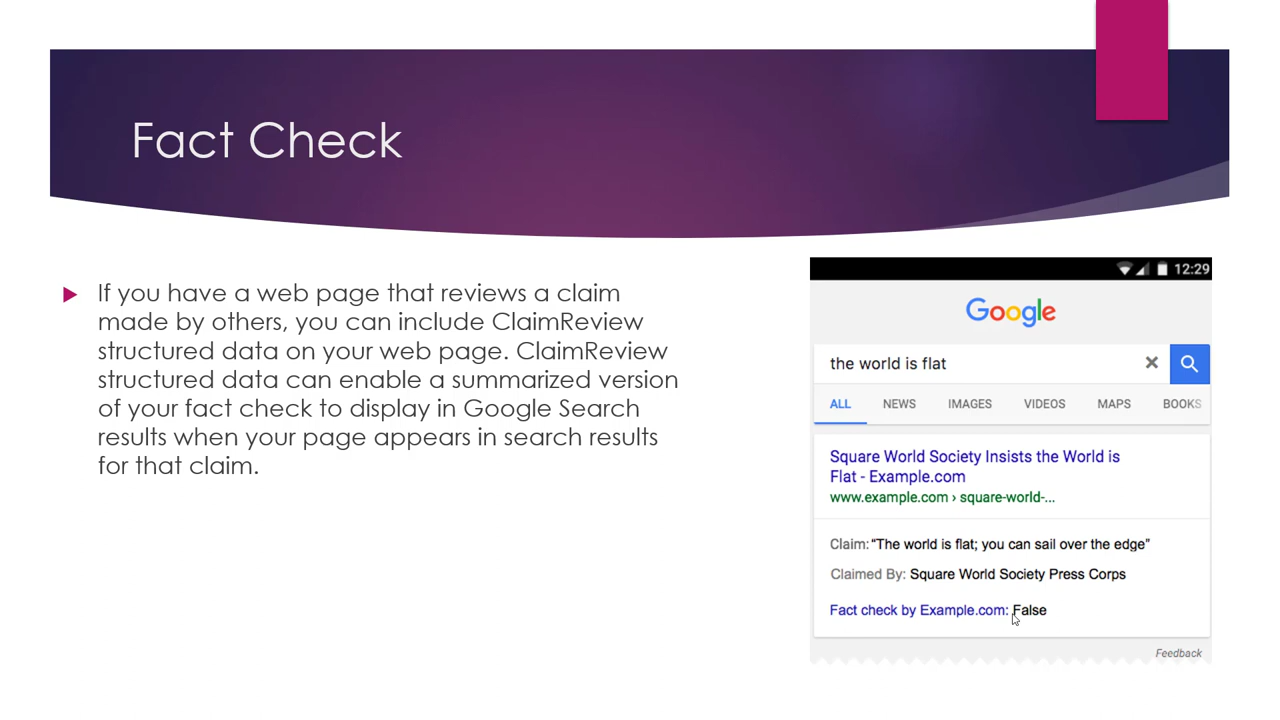 Fact Check
If you have a web page that reviews a claim
made by others, you can include ClaimReview
structured data on your web page. ClaimReview
structured data can enable a summarized version
of your fact check to display in Google Search
results when your page appears in search results
for that claim.
12:29
Google
the world is flat
ALL NEWS IMAGES VIDEOS MAPS BOOKS
Square World Society Insists the World is
Flat - Example.com
www.example.com › square-world-...
Claim: “The world is flat; you can sail over the edge”
Claimed By: Square World Society Press Corps
Fact check by Example.com: False
Feedback